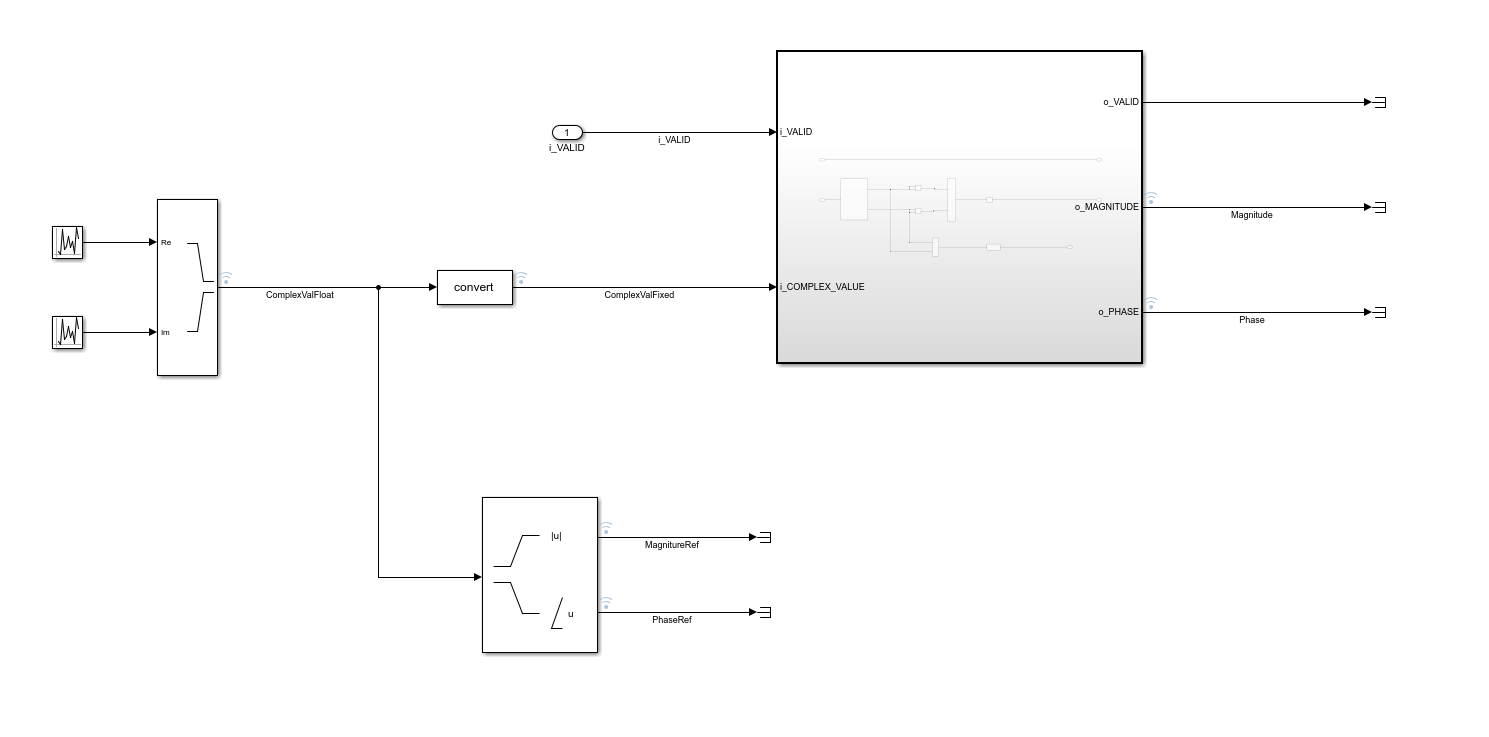 o_VALID
1
i_VALID
i_VALID
i_VALID
o_MAGNITUDE
Magnitude
Re
ComplexValFloat
convert
ComplexValFixed
i_COMPLEX_VALUE
o_PHASE
Phase
Im
|u|
MagnitureRef
u
PhaseRef